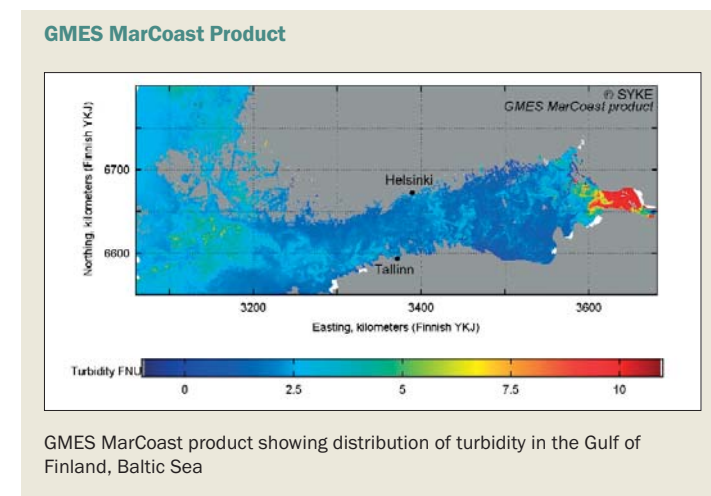 GMES MarCoast Product
© SYKE
GMES MarCoast product
Northing, kilometers (Finnish YKJ)
6700
6600
Helsinki
Tallinn
3200 3400 3600
Easting, kilometers (Finnish YKJ)
Turbidity FNU
0 2.5 5 7.5 10
GMES MarCoast product showing distribution of turbidity in the Gulf of
Finland, Baltic Sea